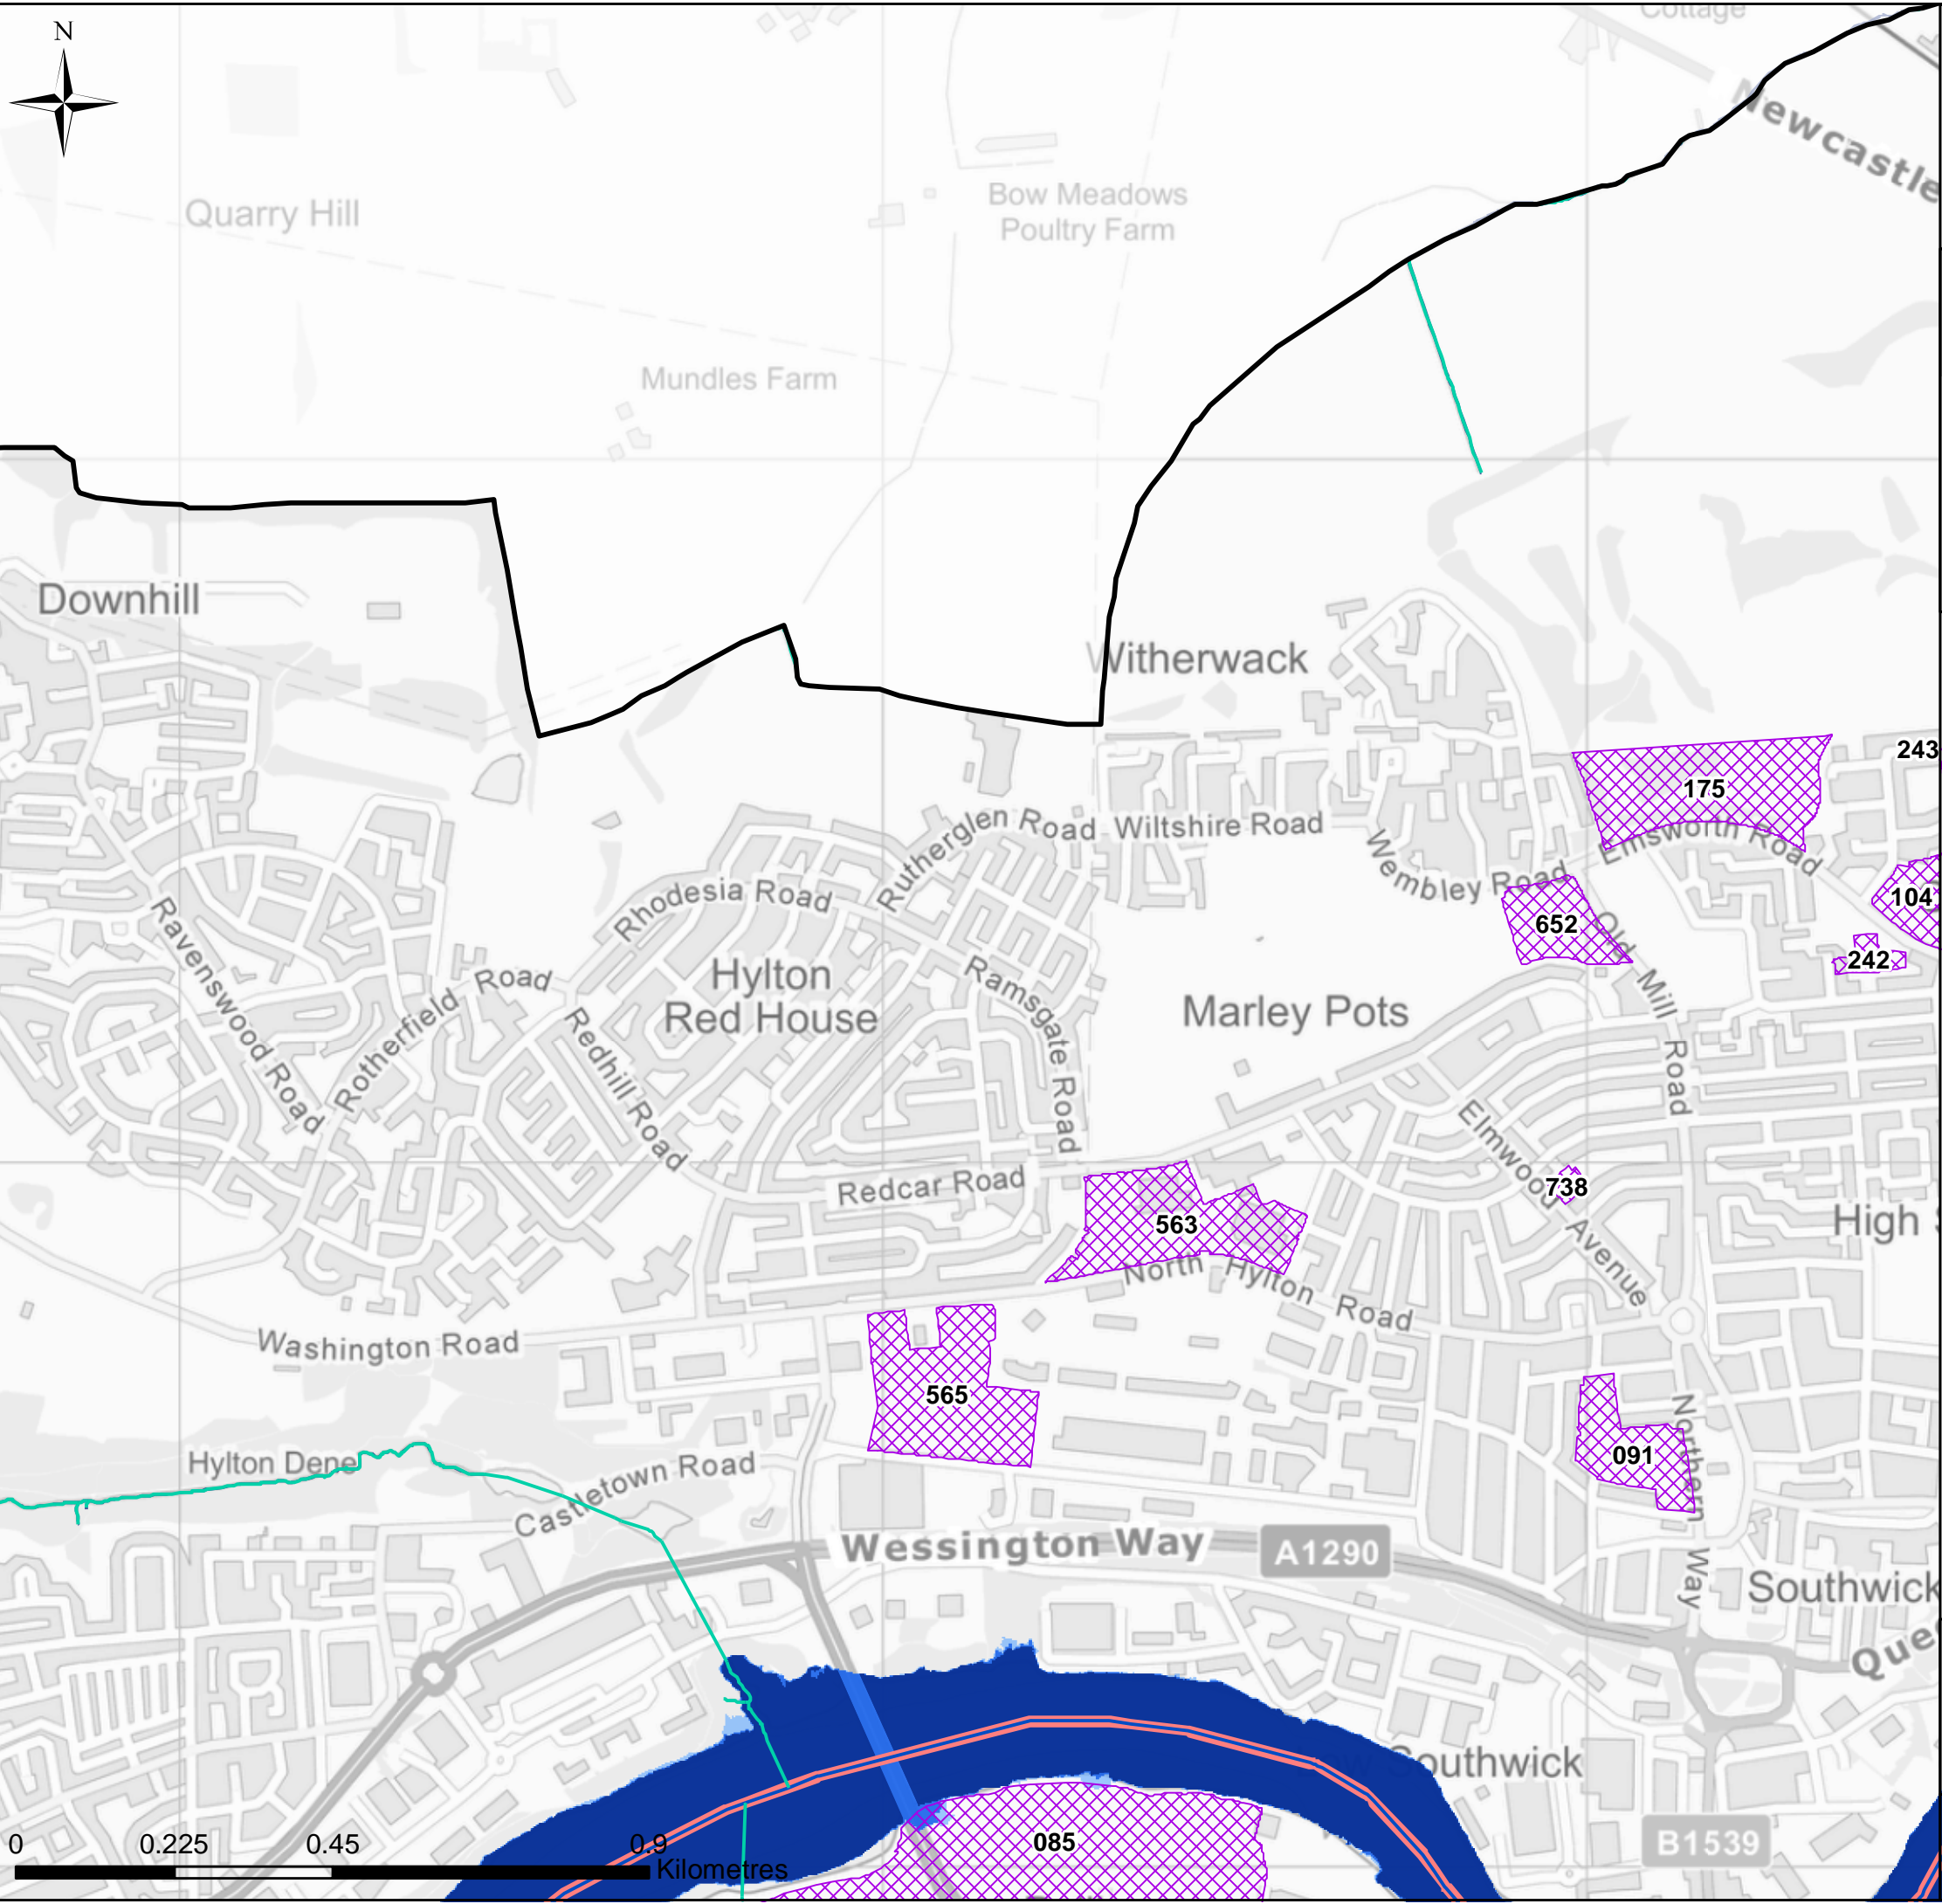 Cottage
N
Newcastle
Quarry Hill
Bow Meadows
Poultry Farm
Mundles Farm
Downhill
Witherwack
243
175
Rutherglen Road
Wiltshire Road
Emsworth Road
Wembley Road
Rhodesia Road
104
652
Old Mill Road
242
Ravenswood Road
Rotherfield Road
Hylton
Red House
Ramsgate Road
Marley Pots
Redhill Road
Elmwood Avenue
738
Redcar Road
563
High
North Hylton Road
Washington Road
565
Hylton Dene
Castletown Road
091
Northern Way
Wessington Way
A1290
Southwick
Southwick
085
B1539
0 0.225 0.45 0.9
Kilometres